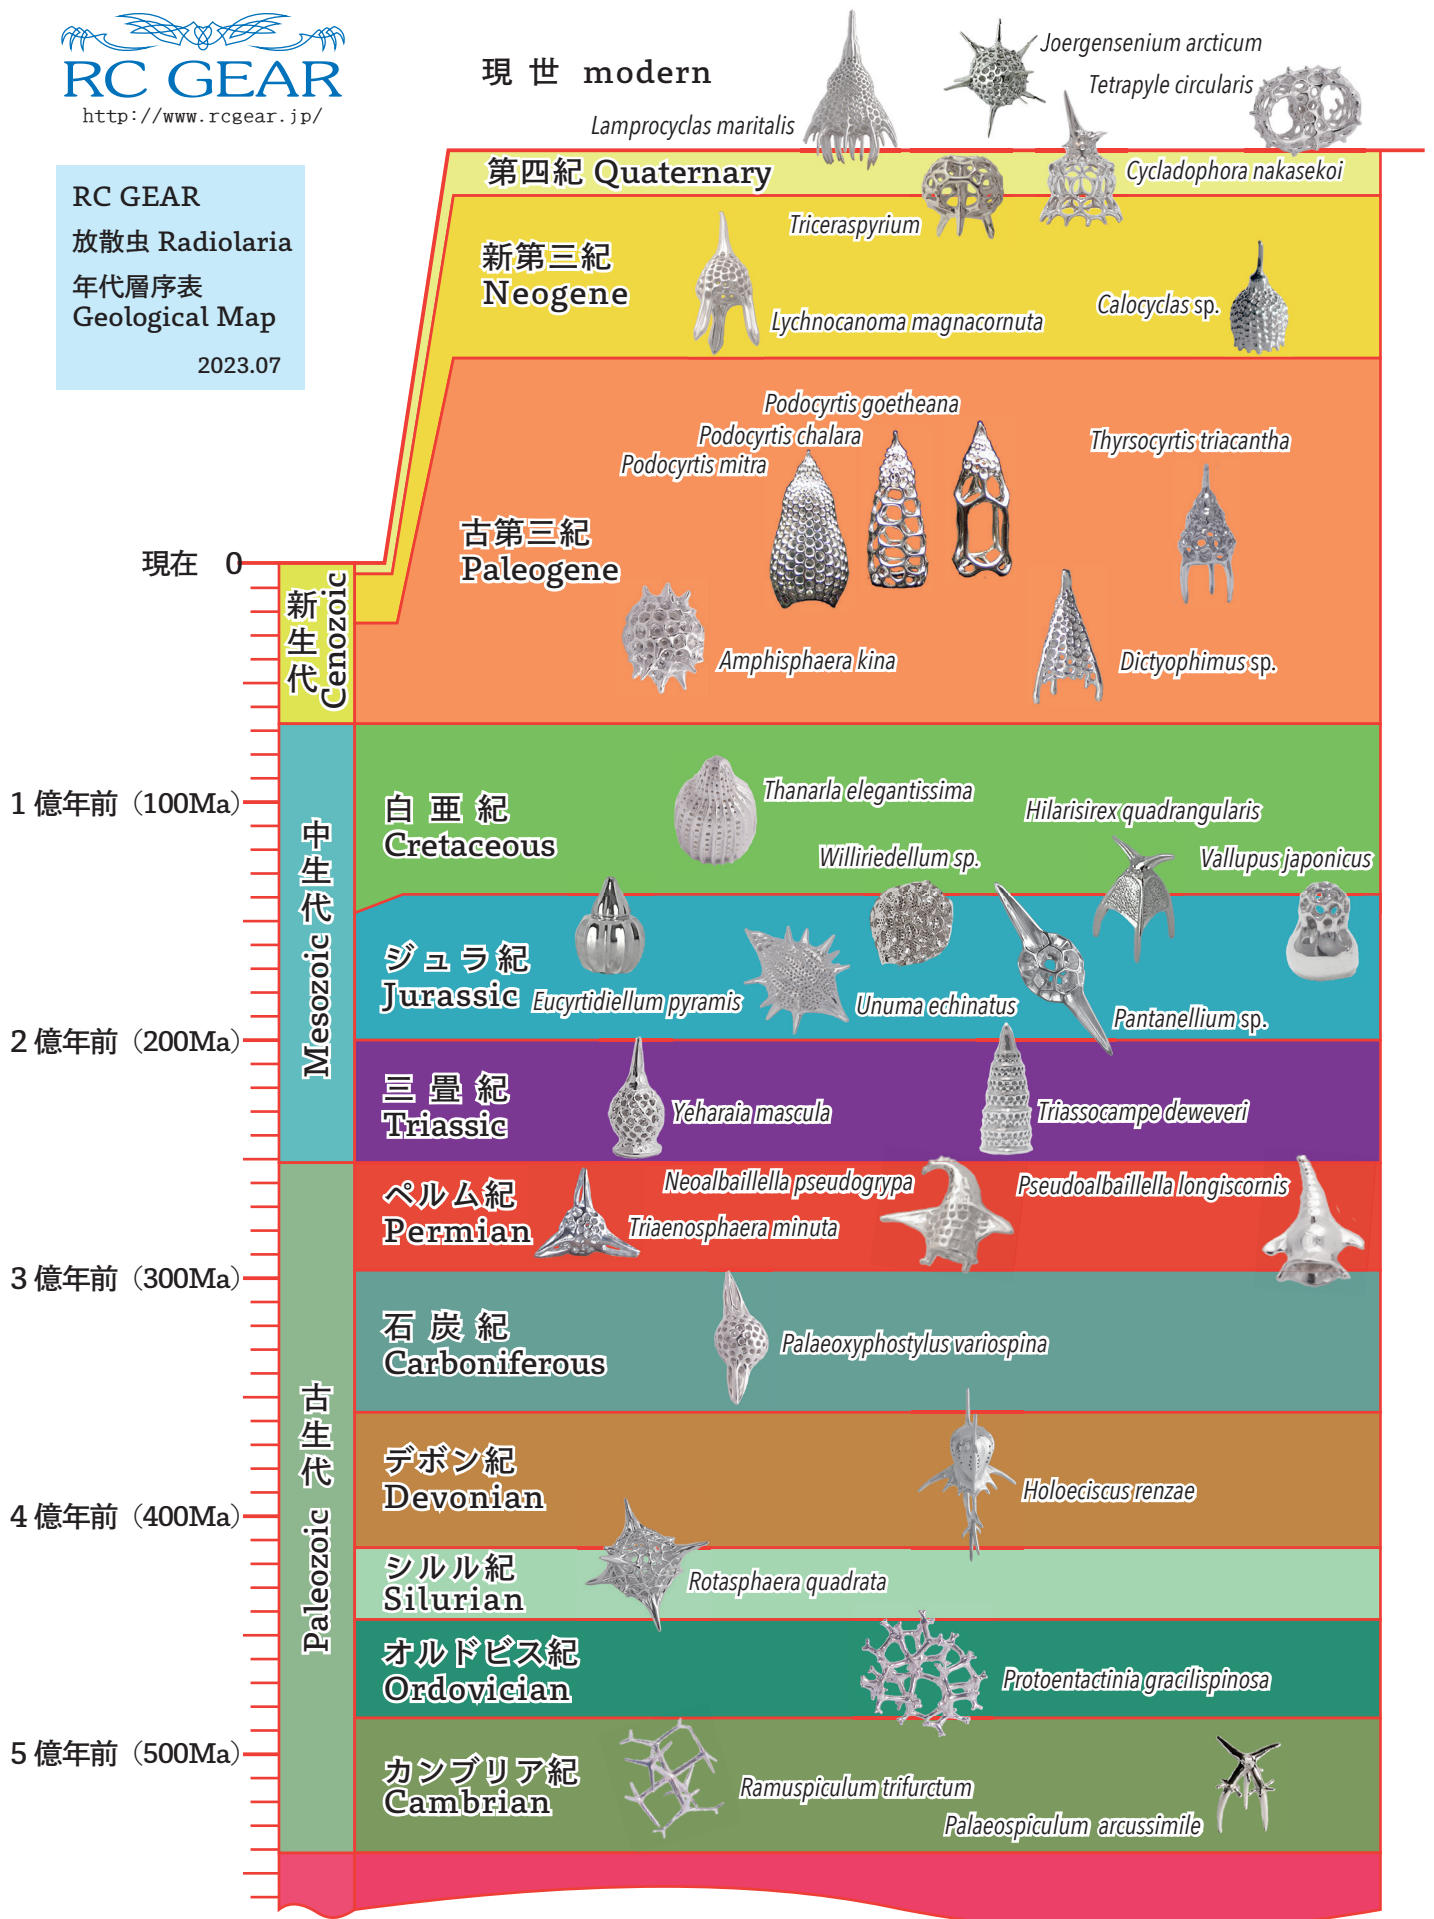 RC GEAR
http://www.rcgear.jp/
RC GEAR
放散虫 Radiolaria
年代層序表
Geological Map
2023.07
現 世 modern
Joergensenium arcticum
Tetrapyle circularis
Lamprocyclas maritalis
第四紀 Quaternary
Cycladophora nakasekoi
Triceraspyrium
新第三紀
Neogene
Calocyclas sp.
Lychnocanoma magnacornuta
Podocyrtis goetheana
Podocyrtis chalara
Podocyrtis mitra
Thyrsocyrtis triacantha
古第三紀
Paleogene
Amphisphaera kina
Dictyophimus sp.
現在 0
新生代
Cenozoic
1 億年前（100Ma）
中生代
Mesozoic
白 亜 紀
Cretaceous
Thanarla elegantissima
Hilarisirex quadrangularis
Williriedellum sp.
Vallupus japonicus
ジュラ紀
Jurassic
Eucyrtidiellum pyramis
Unuma echinatus
Pantanellium sp.
2 億年前（200Ma）
三 畳 紀
Triassic
Yeharaia mascula
Triassocampe deweveri
ペルム紀
Permian
Neoalbaillella pseudogrypa
Pseudoalbaillella longiscornis
Triaenosphaera minuta
3 億年前（300Ma）
石 炭 紀
Carboniferous
Palaeoxyphostylus variospina
古生代
Paleozoic
デボン紀
Devonian
Holoeciscus renzae
4 億年前（400Ma）
シルル紀
Silurian
Rotasphaera quadrata
オルドビス紀
Ordovician
Protoentactinia gracilispinosa
5 億年前（500Ma）
カンブリア紀
Cambrian
Ramuspiculum trifurctum
Palaeospiculum arcussimile